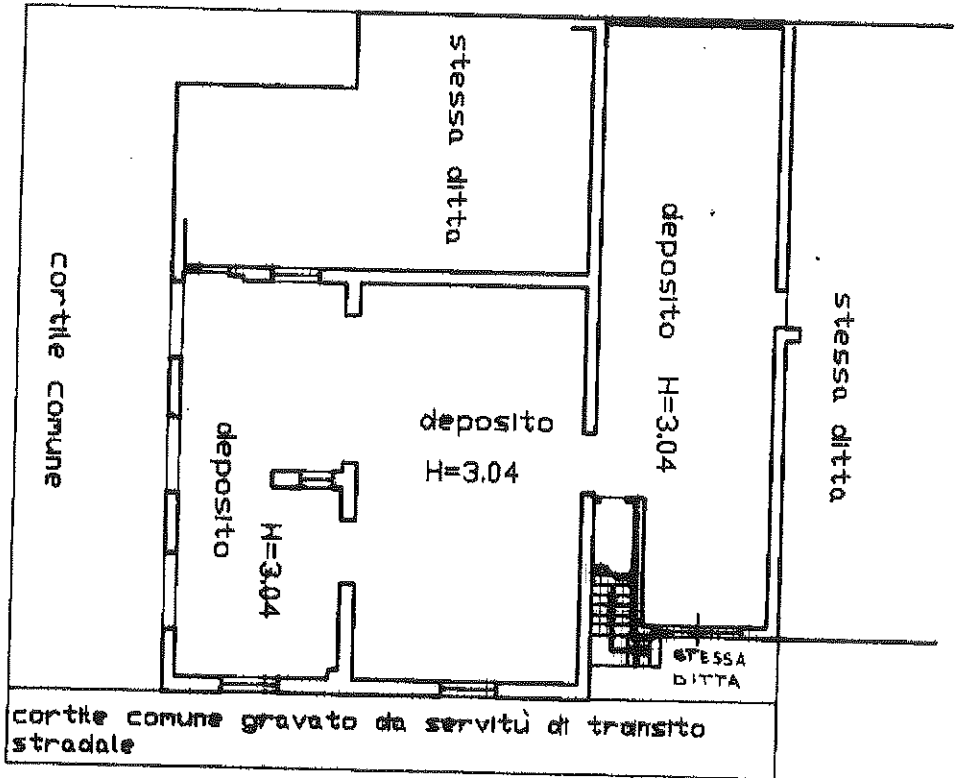 stessa ditta
deposito H=3.04
stessa ditta
cortile comune
deposito
H=3.04
deposito
H=3.04
STESSA
DITTA
cortile comune gravato da servitù di transito
stradale